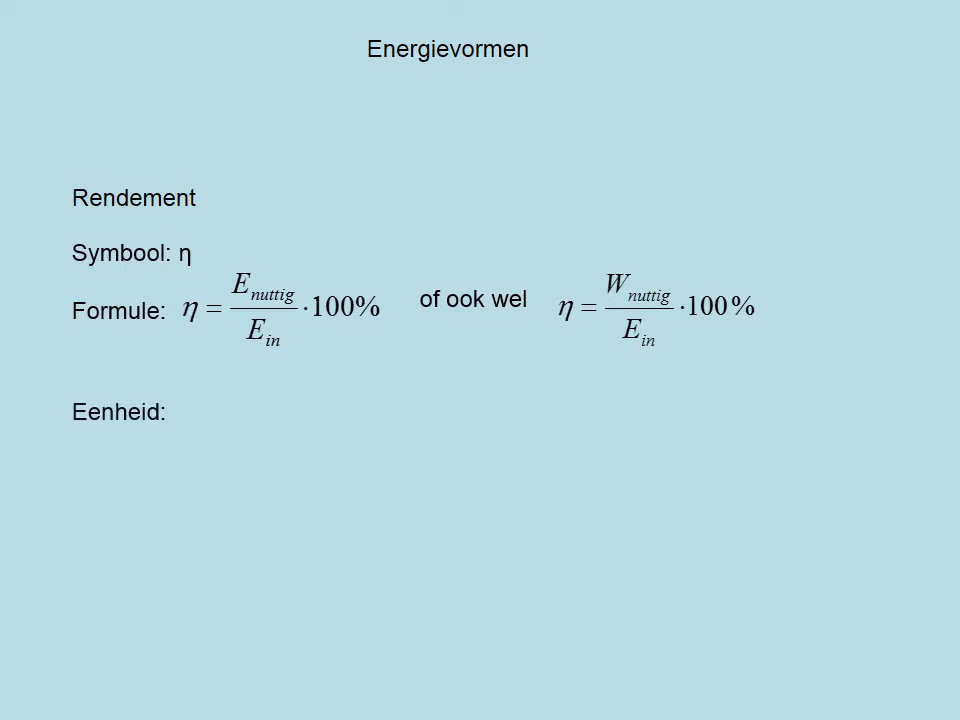 Energievormen
Rendement
Symbool: η
Formule: η = E_nuttig / E_in · 100% of ook wel η = W_nuttig / E_in · 100 %
Eenheid: